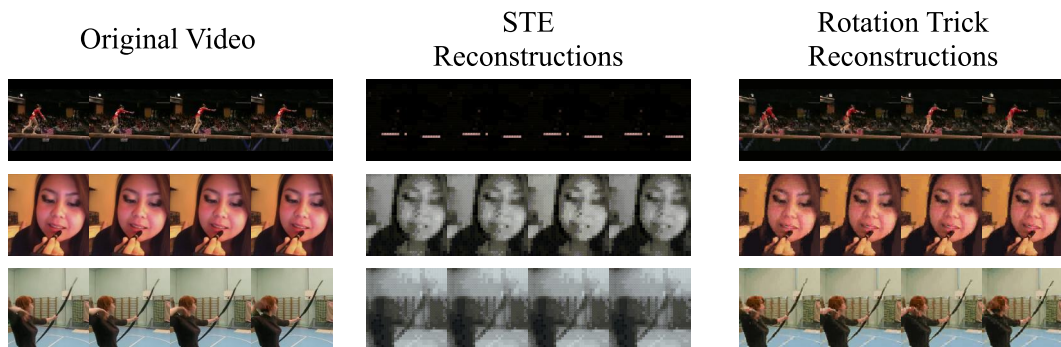 Original Video
STE
Reconstructions
Rotation Trick
Reconstructions